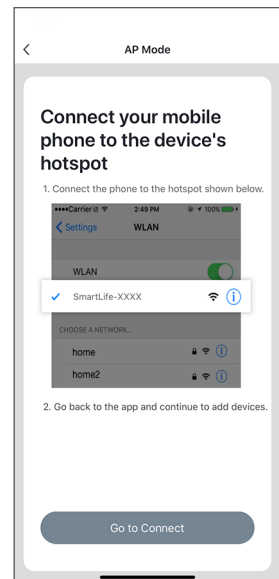 AP Mode
Connect your mobile
phone to the device's
hotspot
1. Connect the phone to the hotspot shown below.
Carrier 2:49 PM 100%
Settings WLAN
WLAN
SmartLife-XXXX
CHOOSE A NETWORK...
home
home2
2. Go back to the app and continue to add devices.
Go to Connect